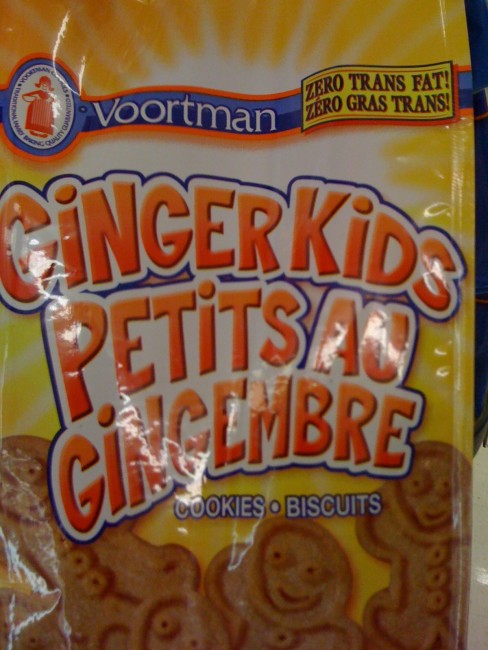 Voortman
ZERO TRANS FAT!
ZÉRO GRAS TRANS!
GiNGER KiDS
PETiTS AU
GiNGEMBRE
COOKIES • BISCUITS